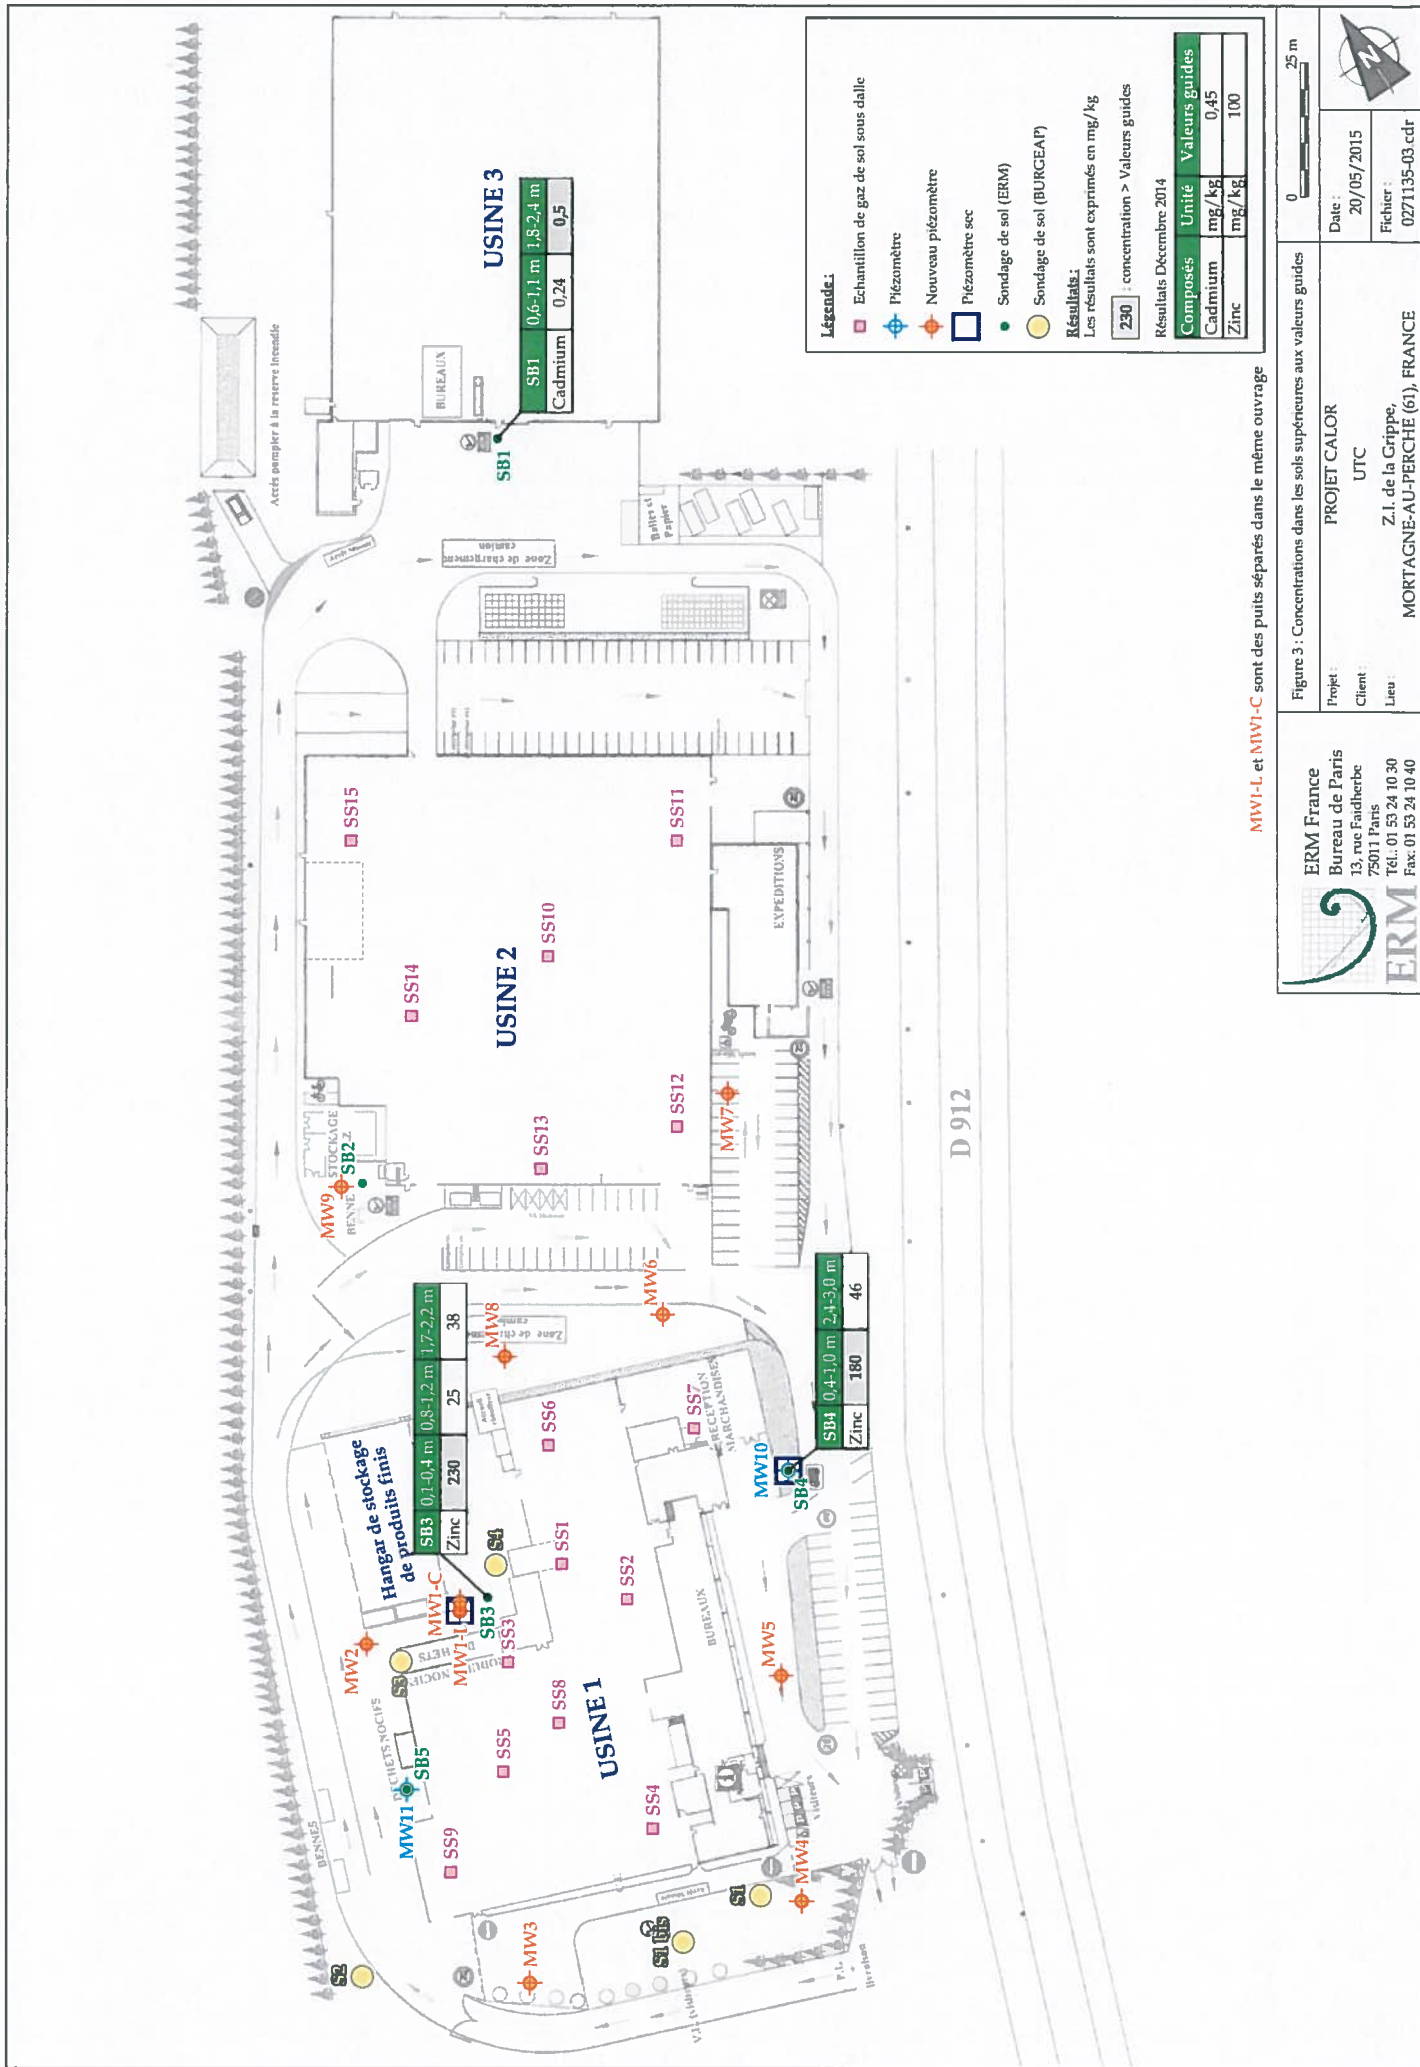 Accès pompier à la reserve incendie
USINE 3
BUREAUX
SB1 0,6-1,1 m 1,8-2,4 m
Cadmium 0,24 0,5
SB1
Balles et
Papier
Zone de chargement
camion
SS15
SS11
SS14
SS10
USINE 2
EXPEDITIONS
SS12
SS13
MW7
STOCKAGE
SB2
MW9
BENNE
D 912
MW6
MW8
Zone de ch
SB3 0,1-0,4 m 0,8-1,2 m 1,7-2,2 m
Zinc 230 25 38
Hangar de stockage
de produits finis
SB4 0,4-1,0 m 2,4-3,0 m
Zinc 180 46
SB4
MW10
SS7
RECEPTION
MARCHANDISES
SS6
S4
SS1
SS2
MW1-C
MW1-L
SB3
SS3
MW2
S3
DECHETS NOCIFS
SB5
MW11
SS8
SS5
USINE 1
SS4
SS9
BUREAUX
MW5
Visiteurs
MW4
S1
S1 bis
MW3
S2
BENNES
Légende :
Echantillon de gaz de sol sous dalle
Piézomètre
Nouveau piézomètre
Piézomètre sec
Sondage de sol (ERM)
Sondage de sol (BURGEAP)
Résultats :
Les résultats sont exprimés en mg/kg
230 : concentration > Valeurs guides
Résultats Décembre 2014
Composés Unité Valeurs guides
Cadmium mg/kg 0,45
Zinc mg/kg 100
MW1-L et MW1-C sont des puits séparés dans le même ouvrage
ERM France
Bureau de Paris
13, rue Faidherbe
75011 Paris
Tél.: 01 53 24 10 30
Fax: 01 53 24 10 40
ERM
Figure 3 : Concentrations dans les sols supérieures aux valeurs guides
0 25 m
Projet : PROJET CALOR
Client : UTC
Lieu : Z.I. de la Grippe,
MORTAGNE-AU-PERCHE (61), FRANCE
Date :
20/05/2015
Fichier :
0271135-03.cdr
N